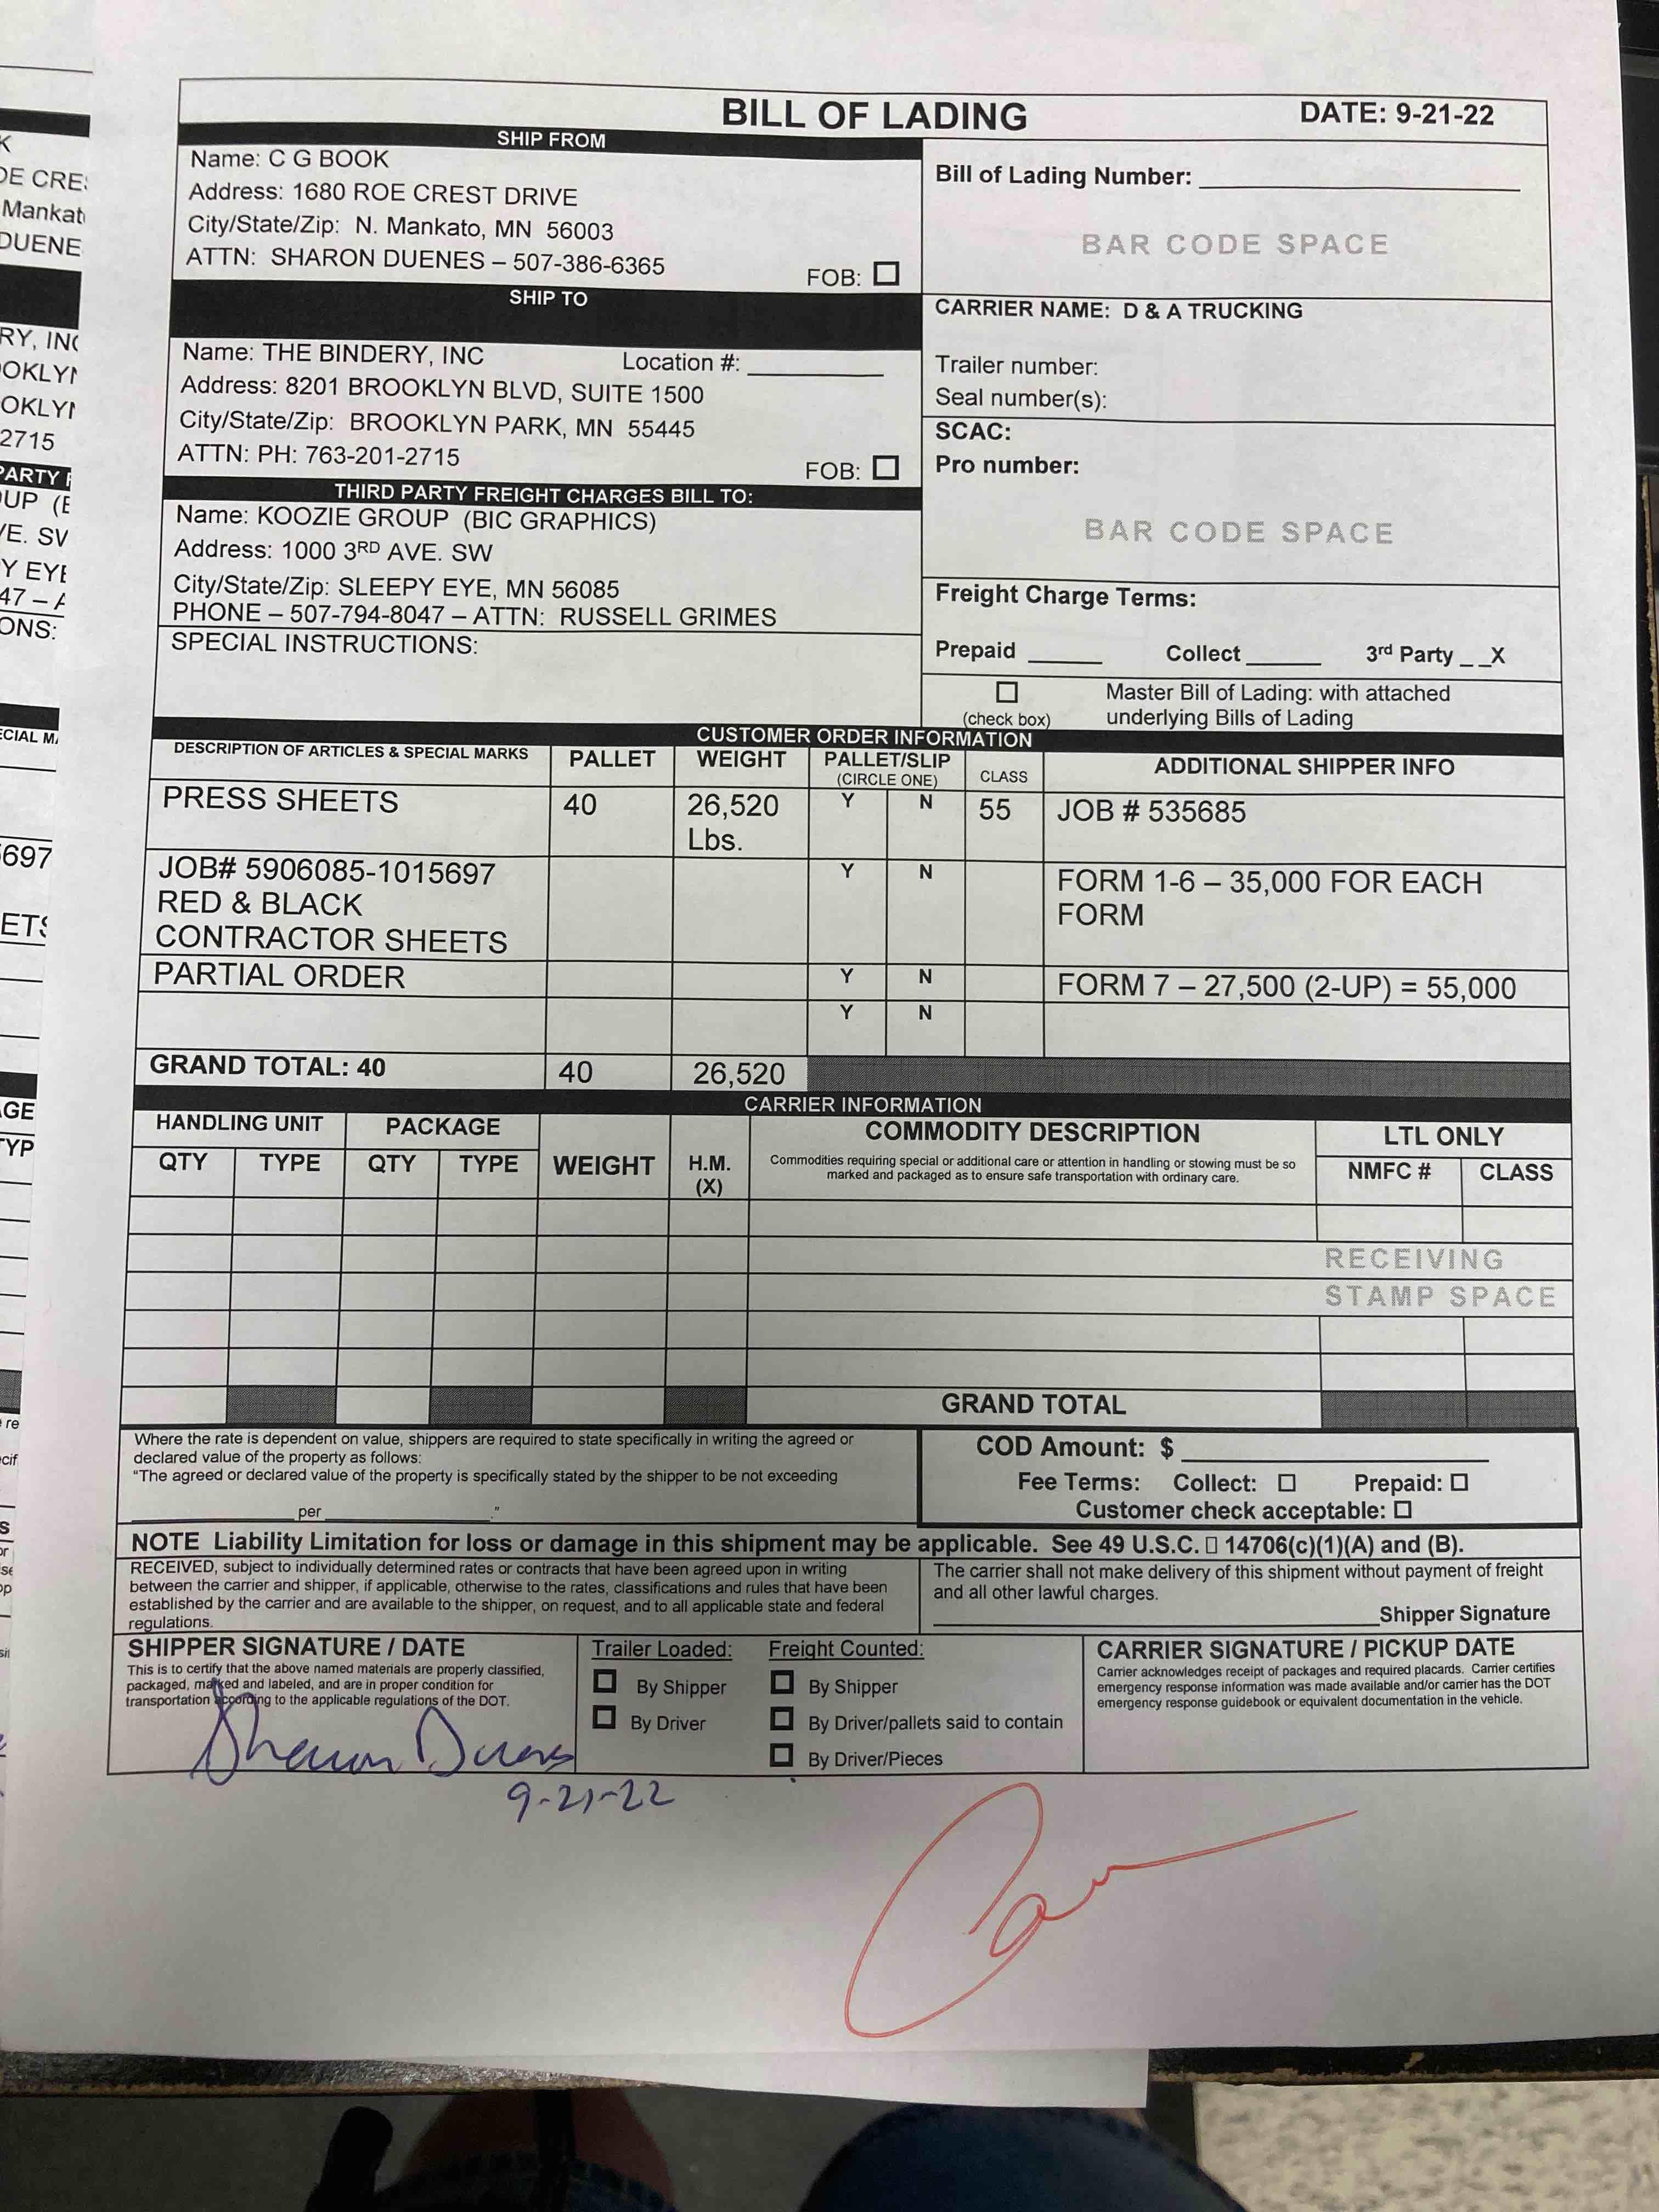 BILL OF LADING
DATE: 9-21-22
SHIP FROM
Name: C G BOOK
Address: 1680 ROE CREST DRIVE
City/State/Zip: N. Mankato, MN 56003
ATTN: SHARON DUENES – 507-386-6365
FOB:
Bill of Lading Number:
BAR CODE SPACE
SHIP TO
Name: THE BINDERY, INC
Location #:
Address: 8201 BROOKLYN BLVD, SUITE 1500
City/State/Zip: BROOKLYN PARK, MN 55445
ATTN: PH: 763-201-2715
FOB:
CARRIER NAME: D & A TRUCKING
Trailer number:
Seal number(s):
SCAC:
Pro number:
BAR CODE SPACE
THIRD PARTY FREIGHT CHARGES BILL TO:
Name: KOOZIE GROUP (BIC GRAPHICS)
Address: 1000 3RD AVE. SW
City/State/Zip: SLEEPY EYE, MN 56085
PHONE – 507-794-8047 – ATTN: RUSSELL GRIMES
SPECIAL INSTRUCTIONS:
Freight Charge Terms:
Prepaid ______ Collect ______ 3rd Party _ _X
(check box)
Master Bill of Lading: with attached
underlying Bills of Lading
CUSTOMER ORDER INFORMATION
DESCRIPTION OF ARTICLES & SPECIAL MARKS
PALLET
WEIGHT
PALLET/SLIP
(CIRCLE ONE)
CLASS
ADDITIONAL SHIPPER INFO
PRESS SHEETS
40
26,520
Lbs.
Y
N
55
JOB # 535685
JOB# 5906085-1015697
RED & BLACK
CONTRACTOR SHEETS
Y
N
FORM 1-6 – 35,000 FOR EACH
FORM
PARTIAL ORDER
Y
N
FORM 7 – 27,500 (2-UP) = 55,000
Y
N
GRAND TOTAL: 40
40
26,520
CARRIER INFORMATION
HANDLING UNIT
PACKAGE
COMMODITY DESCRIPTION
LTL ONLY
QTY
TYPE
QTY
TYPE
WEIGHT
H.M.
(X)
Commodities requiring special or additional care or attention in handling or stowing must be so
marked and packaged as to ensure safe transportation with ordinary care.
NMFC #
CLASS
RECEIVING
STAMP SPACE
GRAND TOTAL
Where the rate is dependent on value, shippers are required to state specifically in writing the agreed or
declared value of the property as follows:
“The agreed or declared value of the property is specifically stated by the shipper to be not exceeding
__________________ per __________________.”
COD Amount: $
Fee Terms: Collect: Prepaid:
Customer check acceptable:
NOTE Liability Limitation for loss or damage in this shipment may be applicable. See 49 U.S.C. 14706(c)(1)(A) and (B).
RECEIVED, subject to individually determined rates or contracts that have been agreed upon in writing
between the carrier and shipper, if applicable, otherwise to the rates, classifications and rules that have been
established by the carrier and are available to the shipper, on request, and to all applicable state and federal
regulations.
The carrier shall not make delivery of this shipment without payment of freight
and all other lawful charges.
Shipper Signature
SHIPPER SIGNATURE / DATE
This is to certify that the above named materials are properly classified,
packaged, marked and labeled, and are in proper condition for
transportation according to the applicable regulations of the DOT.
Sharon Duenes
9-21-22
Trailer Loaded:
By Shipper
By Driver
Freight Counted:
By Shipper
By Driver/pallets said to contain
By Driver/Pieces
CARRIER SIGNATURE / PICKUP DATE
Carrier acknowledges receipt of packages and required placards. Carrier certifies
emergency response information was made available and/or carrier has the DOT
emergency response guidebook or equivalent documentation in the vehicle.